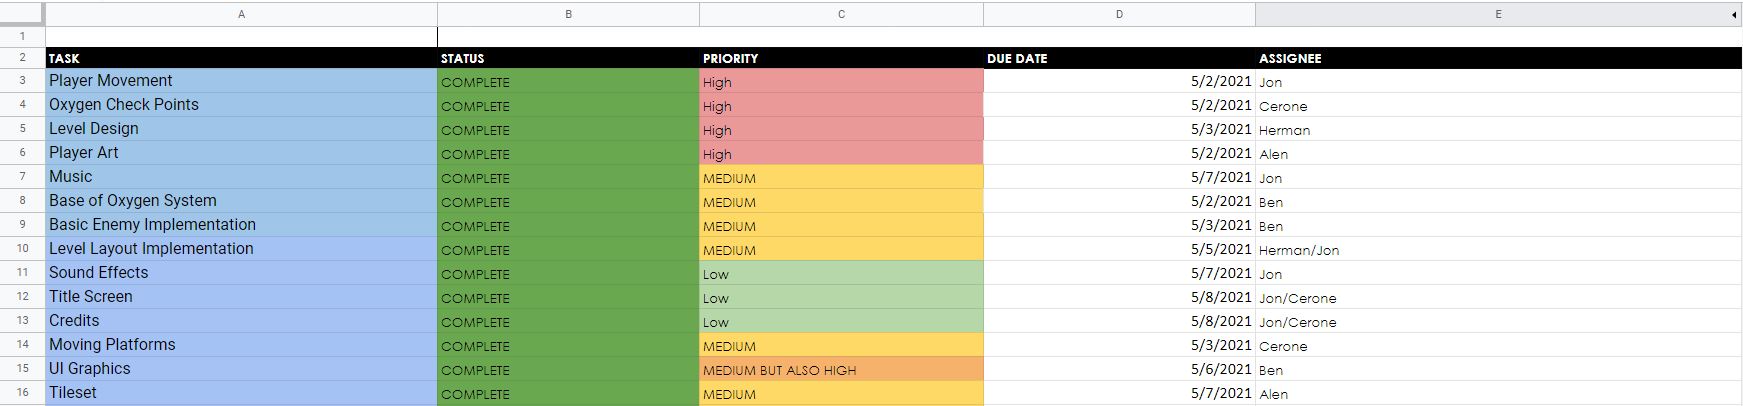 A B C D E
1
2 TASK STATUS PRIORITY DUE DATE ASSIGNEE
3 Player Movement COMPLETE High 5/2/2021 Jon
4 Oxygen Check Points COMPLETE High 5/2/2021 Cerone
5 Level Design COMPLETE High 5/3/2021 Herman
6 Player Art COMPLETE High 5/2/2021 Alen
7 Music COMPLETE MEDIUM 5/7/2021 Jon
8 Base of Oxygen System COMPLETE MEDIUM 5/2/2021 Ben
9 Basic Enemy Implementation COMPLETE MEDIUM 5/3/2021 Ben
10 Level Layout Implementation COMPLETE MEDIUM 5/5/2021 Herman/Jon
11 Sound Effects COMPLETE Low 5/7/2021 Jon
12 Title Screen COMPLETE Low 5/8/2021 Jon/Cerone
13 Credits COMPLETE Low 5/8/2021 Jon/Cerone
14 Moving Platforms COMPLETE MEDIUM 5/3/2021 Cerone
15 UI Graphics COMPLETE MEDIUM BUT ALSO HIGH 5/6/2021 Ben
16 Tileset COMPLETE MEDIUM 5/7/2021 Alen